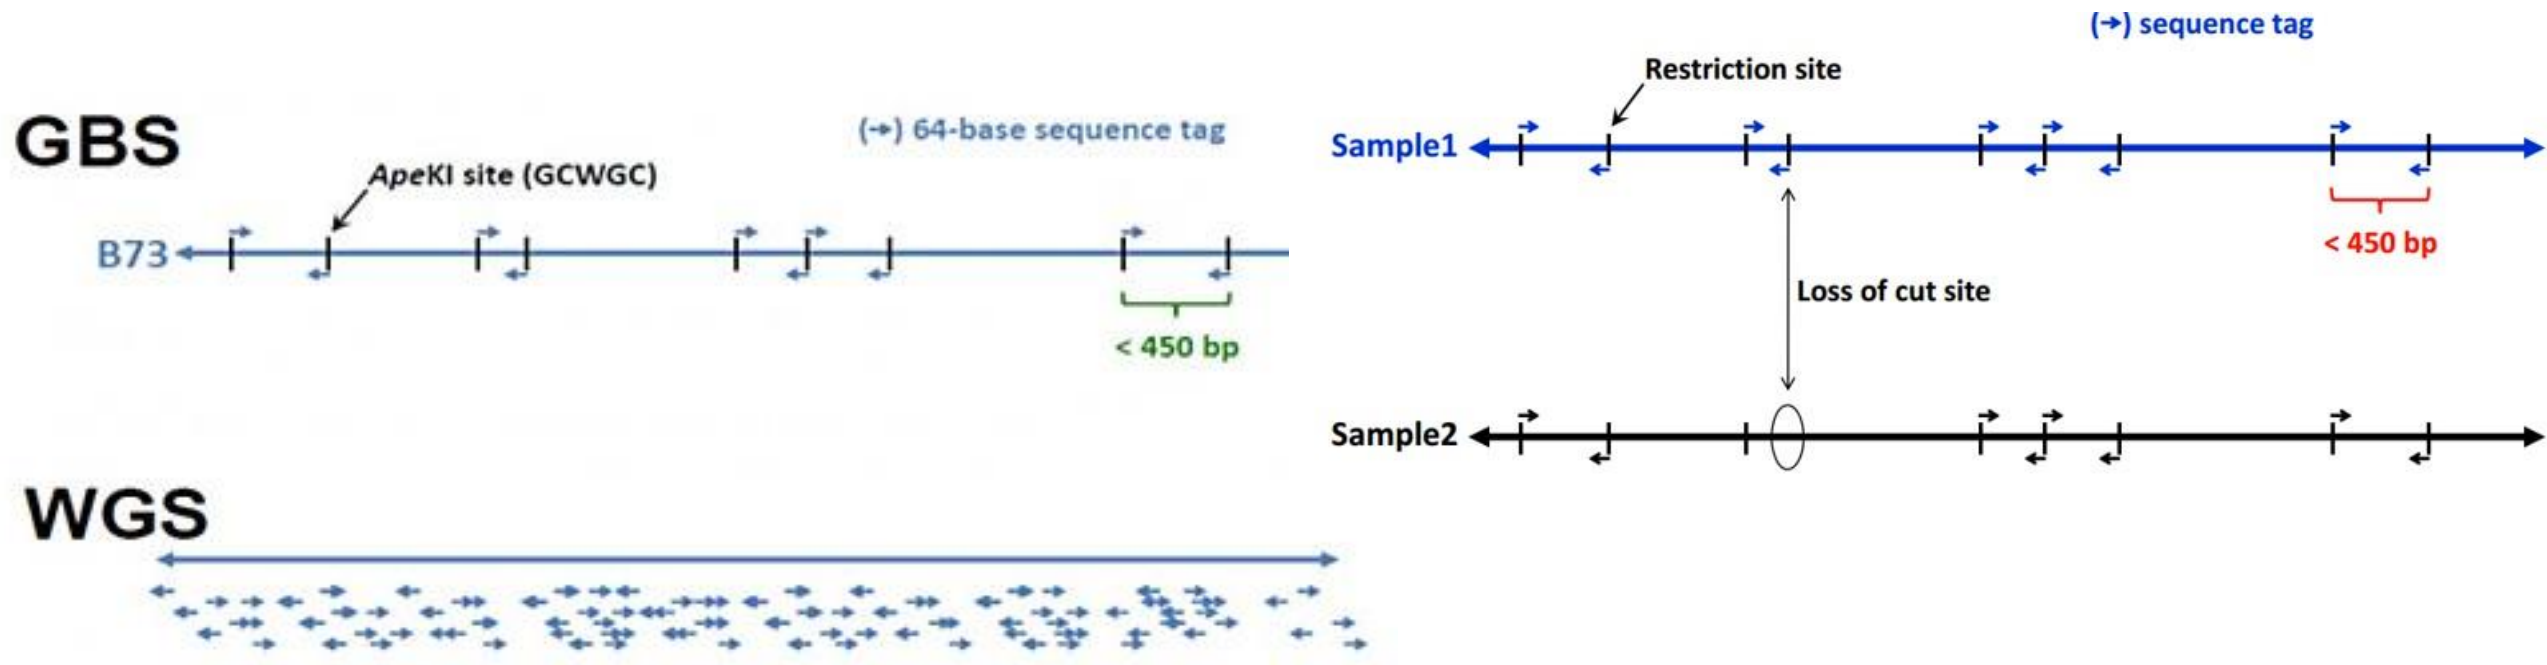 GBS
(→) 64-base sequence tag
ApeKI site (GCWGC)
B73
< 450 bp
WGS
(→) sequence tag
Restriction site
Sample1
< 450 bp
Loss of cut site
Sample2